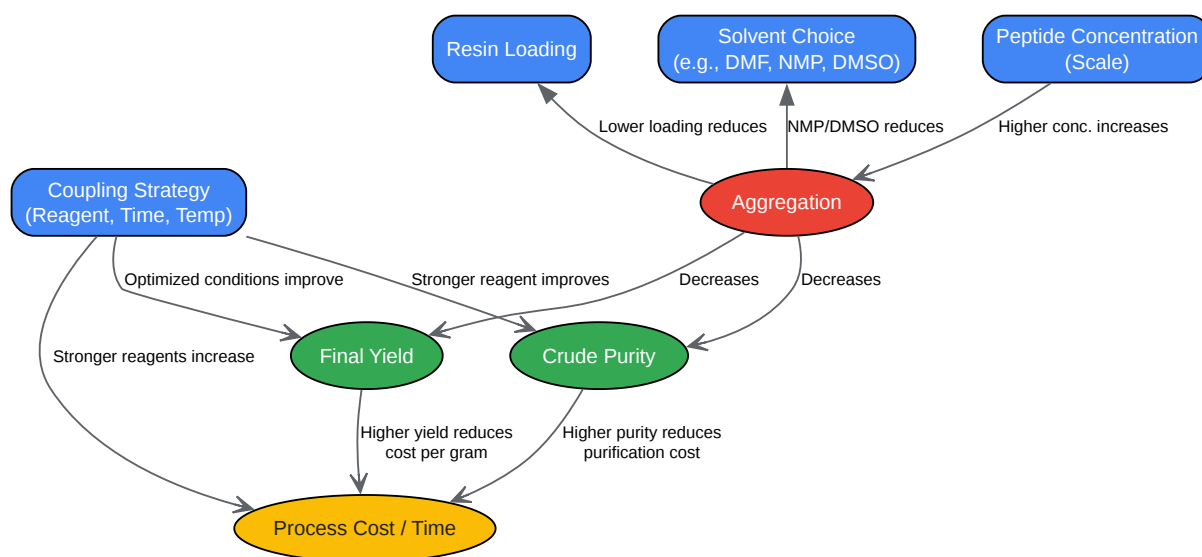 Resin Loading
Solvent Choice
(e.g., DMF, NMP, DMSO)
Peptide Concentration
(Scale)
Lower loading reduces
NMP/DMSO reduces
Higher conc. increases
Coupling Strategy
(Reagent, Time, Temp)
Aggregation
Optimized conditions improve
Stronger reagent improves
Decreases
Decreases
Stronger reagents increase
Final Yield
Crude Purity
Higher yield reduces
cost per gram
Higher purity reduces
purification cost
Process Cost / Time